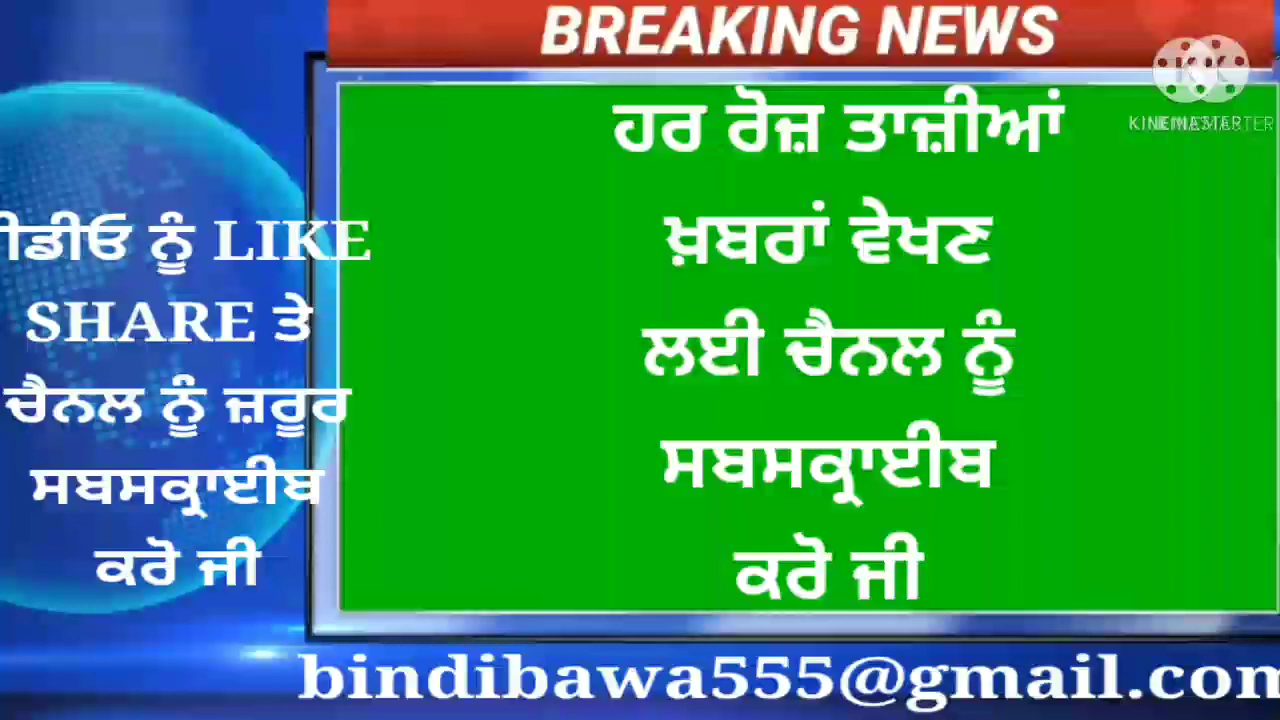 BREAKING NEWS
KINEMASTER
ਹਰ ਰੋਜ਼ ਤਾਜ਼ੀਆਂ
ਖ਼ਬਰਾਂ ਵੇਖਣ
ਲਈ ਚੈਨਲ ਨੂੰ
ਸਬਸਕ੍ਰਾਈਬ
ਕਰੋ ਜੀ
ੀਡੀਓ ਨੂੰ LIKE
SHARE ਤੇ
ਚੈਨਲ ਨੂੰ ਜ਼ਰੂਰ
ਸਬਸਕ੍ਰਾਈਬ
ਕਰੋ ਜੀ
bindibawa555@gmail.com